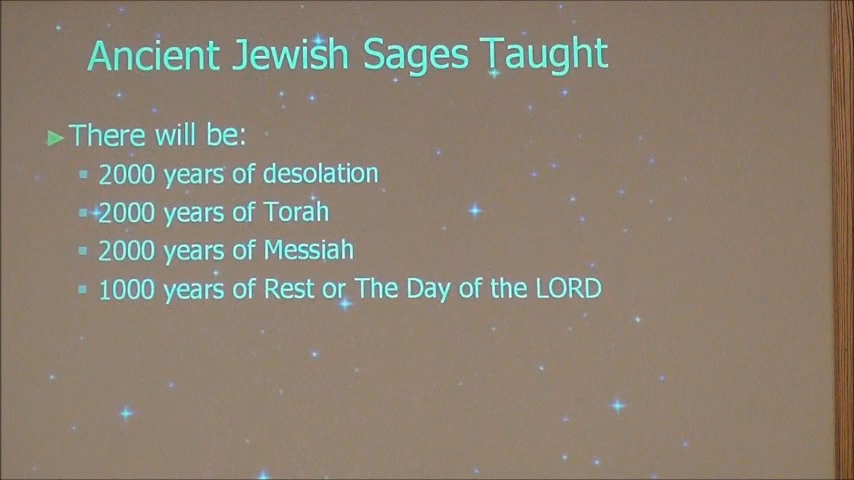 Ancient Jewish Sages Taught
There will be:
2000 years of desolation
2000 years of Torah
2000 years of Messiah
1000 years of Rest or The Day of the LORD